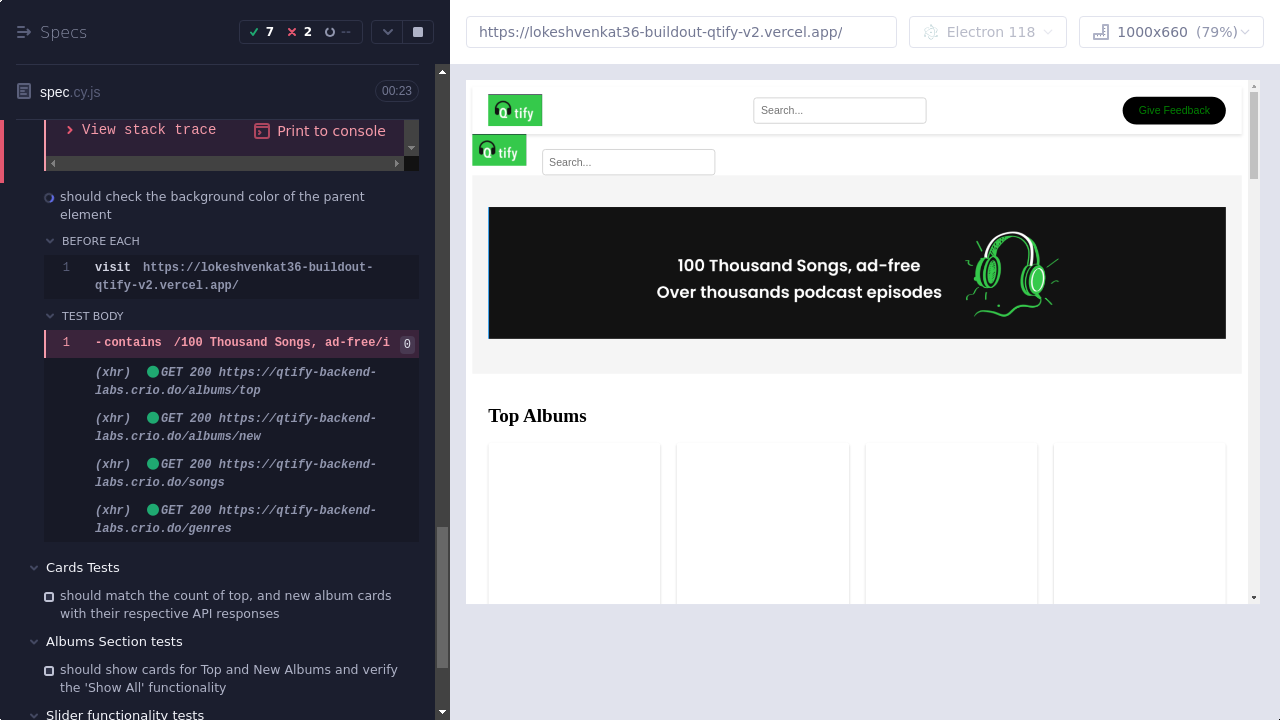 Specs
7
2
--
spec.cy.js
00:23
View stack trace
Print to console
should check the background color of the parent
element
BEFORE EACH
1
visit https://lokeshvenkat36-buildout-
qtify-v2.vercel.app/
TEST BODY
1
-contains /100 Thousand Songs, ad-free/i
0
(xhr) GET 200 https://qtify-backend-
labs.crio.do/albums/top
(xhr) GET 200 https://qtify-backend-
labs.crio.do/albums/new
(xhr) GET 200 https://qtify-backend-
labs.crio.do/songs
(xhr) GET 200 https://qtify-backend-
labs.crio.do/genres
Cards Tests
should match the count of top, and new album cards
with their respective API responses
Albums Section tests
should show cards for Top and New Albums and verify
the 'Show All' functionality
Slider functionality tests
https://lokeshvenkat36-buildout-qtify-v2.vercel.app/
Electron 118
1000x660 (79%)
Qtify
Search...
Give Feedback
Qtify
Search...
100 Thousand Songs, ad-free
Over thousands podcast episodes
Top Albums